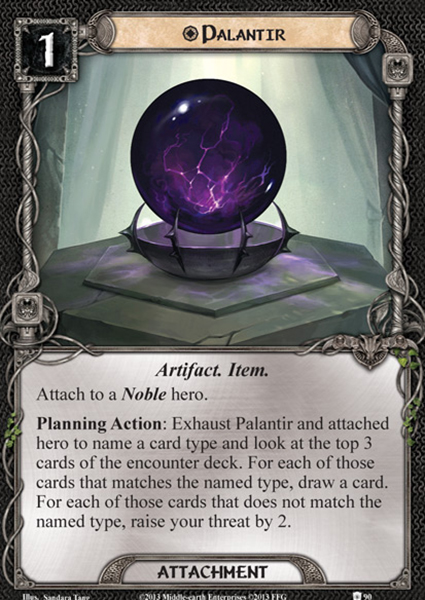 1
PALANTIR
Artifact. Item.
Attach to a Noble hero.
Planning Action: Exhaust Palantir and attached
hero to name a card type and look at the top 3
cards of the encounter deck. For each of those
cards that matches the named type, draw a card.
For each of those cards that does not match the
named type, raise your threat by 2.
ATTACHMENT
Illus. Sandara Tang ©2013 Middle-earth Enterprises ©2013 FFG 90